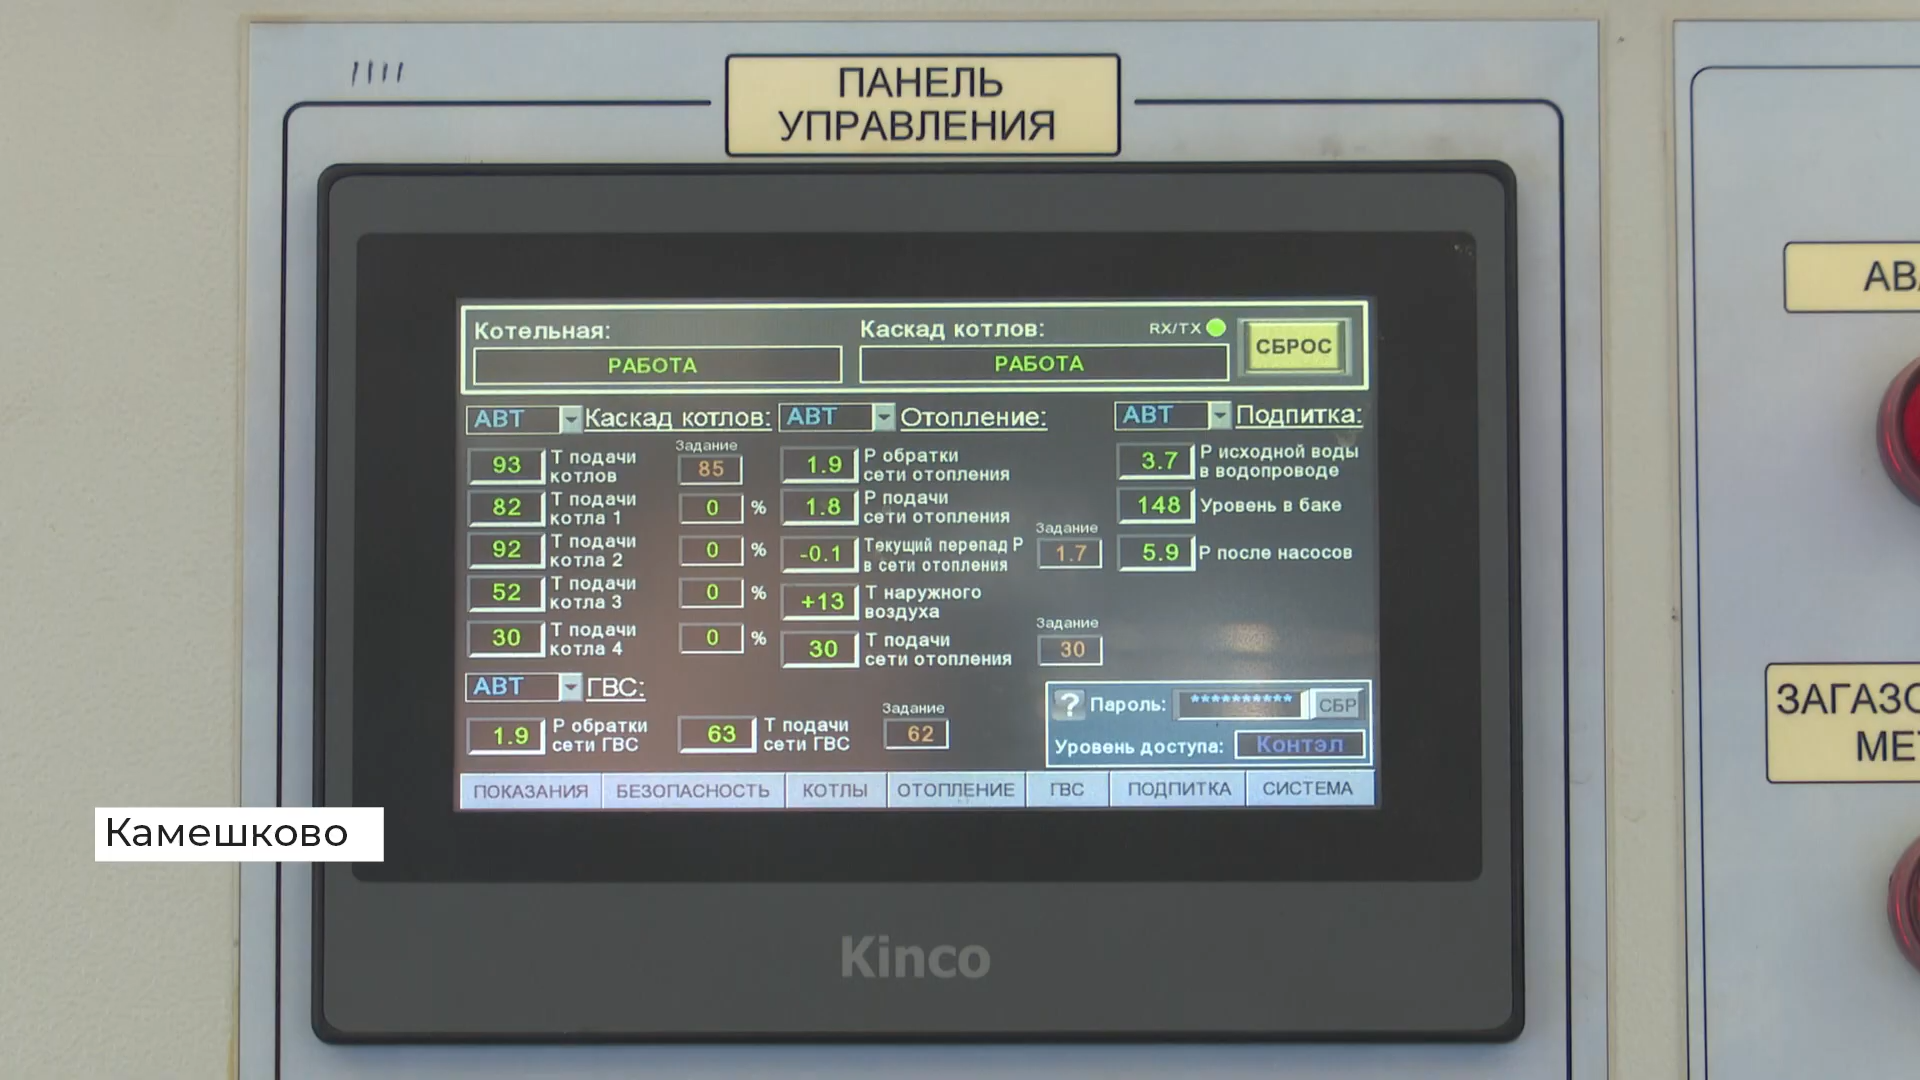 ПАНЕЛЬ
УПРАВЛЕНИЯ
Котельная:
РАБОТА
Каскад котлов:
RX/TX
РАБОТА
СБРОС
АВТ Каскад котлов:
Задание
93 Т подачи
котлов
85
82 Т подачи
котла 1
0 %
92 Т подачи
котла 2
0 %
52 Т подачи
котла 3
0 %
30 Т подачи
котла 4
0 %
АВТ Отопление:
1.9 Р обратки
сети отопления
1.8 Р подачи
сети отопления
Задание
-0.1 Текущий перепад Р
в сети отопления
1.7
+13 Т наружного
воздуха
Задание
30 Т подачи
сети отопления
30
АВТ Подпитка:
3.7 Р исходной воды
в водопроводе
148 Уровень в баке
5.9 Р после насосов
АВТ ГВС:
1.9 Р обратки
сети ГВС
63 Т подачи
сети ГВС
Задание
62
? Пароль: ********** СБР
Уровень доступа: Контэл
ПОКАЗАНИЯ БЕЗОПАСНОСТЬ КОТЛЫ ОТОПЛЕНИЕ ГВС ПОДПИТКА СИСТЕМА
Kinco
Камешково
АВ
ЗАГАЗО
МЕТ